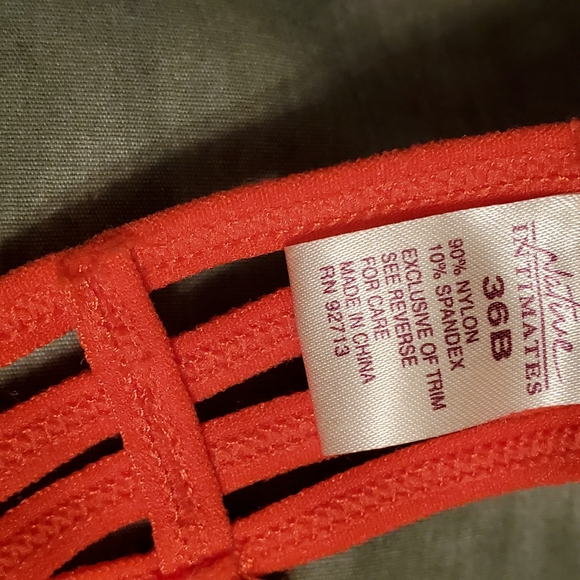 INTIMATES
36B
90% NYLON
10% SPANDEX
EXCLUSIVE OF TRIM
SEE REVERSE
FOR CARE
MADE IN CHINA
RN 92713